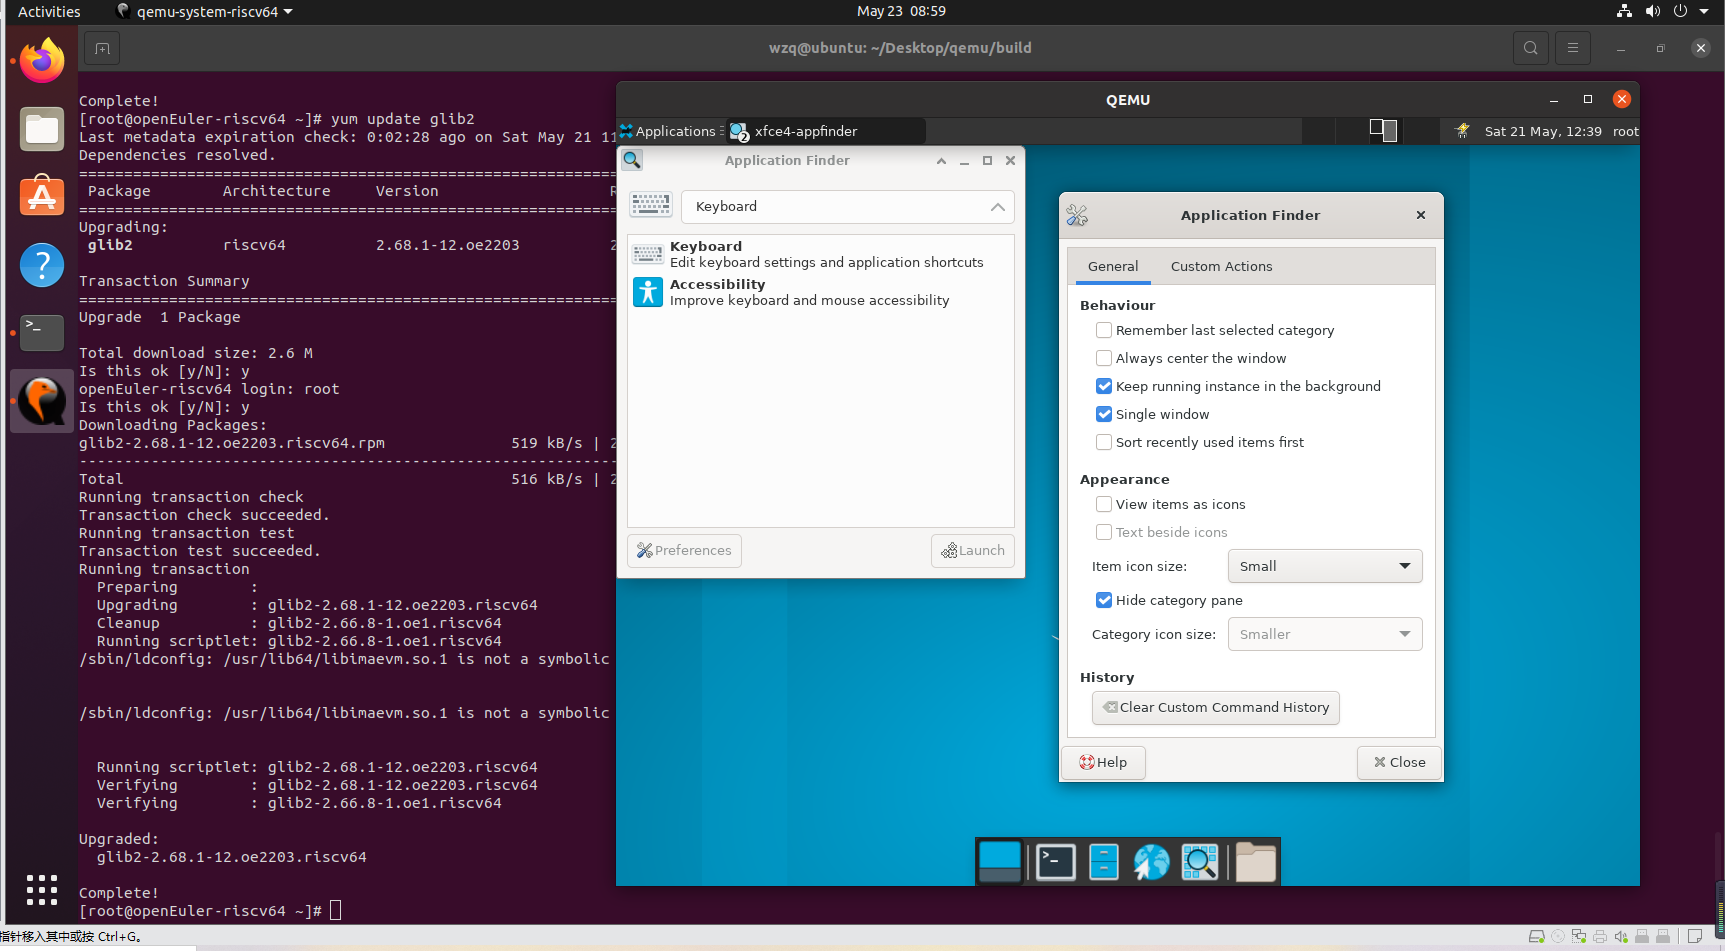 Activities
qemu-system-riscv64
May 23  08:59
wzq@ubuntu: ~/Desktop/qemu/build
Complete!
[root@openEuler-riscv64 ~]# yum update glib2
Last metadata expiration check: 0:02:28 ago on Sat May 21 11
Dependencies resolved.
================================================================
Package        Architecture     Version                   R
================================================================
Upgrading:
glib2          riscv64          2.68.1-12.oe2203          2
Transaction Summary
================================================================
Upgrade  1 Package
Total download size: 2.6 M
Is this ok [y/N]: y
openEuler-riscv64 login: root
Is this ok [y/N]: y
Downloading Packages:
glib2-2.68.1-12.oe2203.riscv64.rpm              519 kB/s | 2
----------------------------------------------------------------
Total                                           516 kB/s | 2
Running transaction check
Transaction check succeeded.
Running transaction test
Transaction test succeeded.
Running transaction
Preparing        :
Upgrading        : glib2-2.68.1-12.oe2203.riscv64
Cleanup          : glib2-2.66.8-1.oe1.riscv64
Running scriptlet: glib2-2.66.8-1.oe1.riscv64
/sbin/ldconfig: /usr/lib64/libimaevm.so.1 is not a symbolic
/sbin/ldconfig: /usr/lib64/libimaevm.so.1 is not a symbolic
Running scriptlet: glib2-2.68.1-12.oe2203.riscv64
Verifying        : glib2-2.68.1-12.oe2203.riscv64
Verifying        : glib2-2.66.8-1.oe1.riscv64
Upgraded:
glib2-2.68.1-12.oe2203.riscv64
Complete!
[root@openEuler-riscv64 ~]#
QEMU
Applications
2
xfce4-appfinder
Sat 21 May, 12:39
root
Application Finder
Keyboard
Keyboard
Edit keyboard settings and application shortcuts
Accessibility
Improve keyboard and mouse accessibility
Preferences
Launch
Application Finder
General
Custom Actions
Behaviour
Remember last selected category
Always center the window
Keep running instance in the background
Single window
Sort recently used items first
Appearance
View items as icons
Text beside icons
Item icon size:
Small
Hide category pane
Category icon size:
Smaller
History
Clear Custom Command History
Help
Close
指针移入其中或按 Ctrl+G。